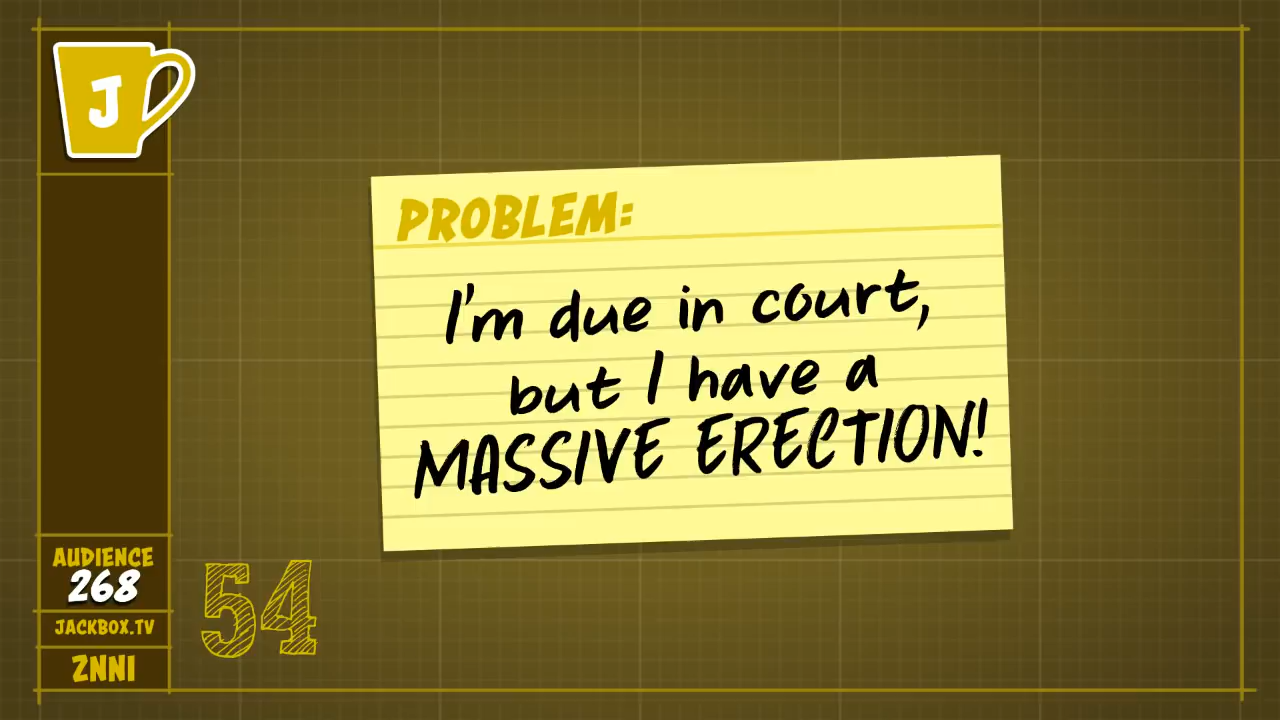 J
PROBLEM:
I'm due in court,
but I have a
MASSIVE ERECTION!
AUDIENCE
268
JACKBOX.TV
ZNNI
54